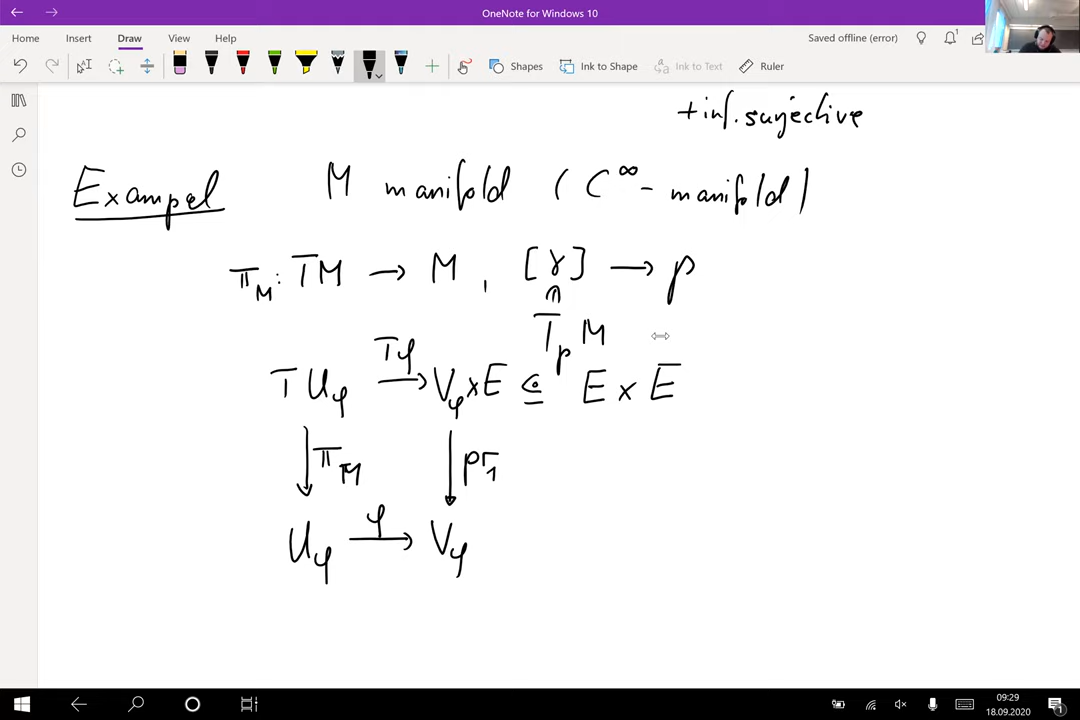 OneNote for Windows 10
Home Insert Draw View Help Saved offline (error)
Shapes Ink to Shape Ink to Text Ruler
+ inf. surjective
Exampel M manifold ( C^∞ - manifold )
π_M : TM → M , [γ] → p
∩
T_p M
T U_φ Tφ → V_φ × E ⊆ E × E
↓ π_M ↓ pr_1
U_φ φ → V_φ
09:29
18.09.2020